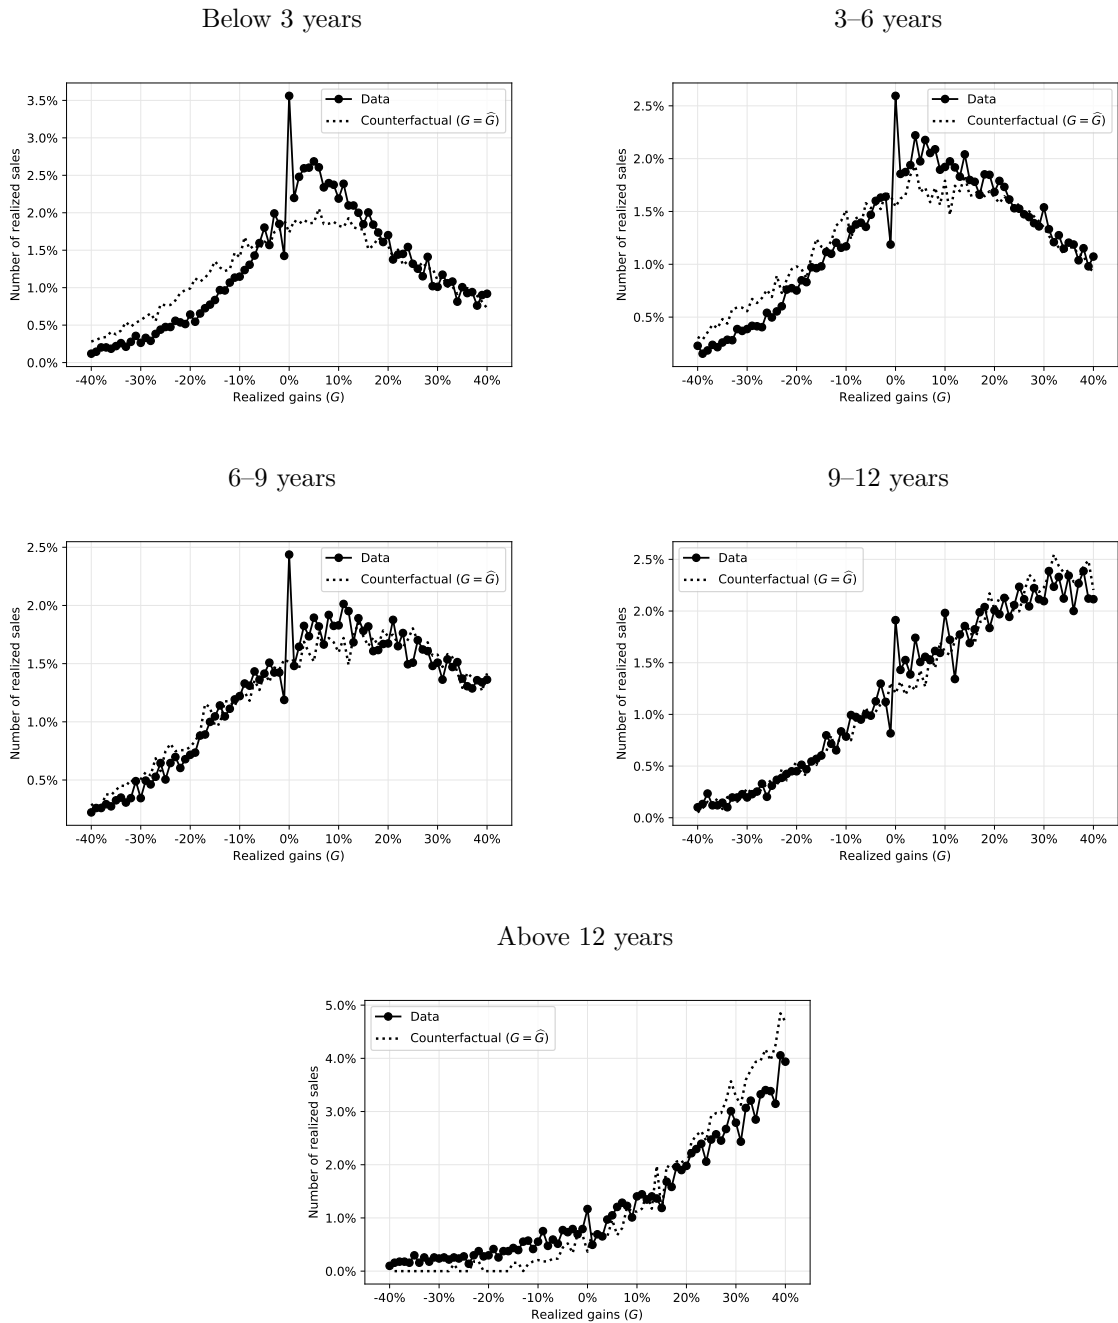 Below 3 years
3–6 years
3.5%
3.0%
2.5%
2.0%
1.5%
1.0%
0.5%
0.0%
Number of realized sales
Data
Counterfactual (G = Ĝ)
-40% -30% -20% -10% 0% 10% 20% 30% 40%
Realized gains (G)
2.5%
2.0%
1.5%
1.0%
0.5%
Number of realized sales
Data
Counterfactual (G = Ĝ)
-40% -30% -20% -10% 0% 10% 20% 30% 40%
Realized gains (G)
6–9 years
9–12 years
2.5%
2.0%
1.5%
1.0%
0.5%
Number of realized sales
Data
Counterfactual (G = Ĝ)
-40% -30% -20% -10% 0% 10% 20% 30% 40%
Realized gains (G)
2.5%
2.0%
1.5%
1.0%
0.5%
0.0%
Number of realized sales
Data
Counterfactual (G = Ĝ)
-40% -30% -20% -10% 0% 10% 20% 30% 40%
Realized gains (G)
Above 12 years
5.0%
4.0%
3.0%
2.0%
1.0%
0.0%
Number of realized sales
Data
Counterfactual (G = Ĝ)
-40% -30% -20% -10% 0% 10% 20% 30% 40%
Realized gains (G)